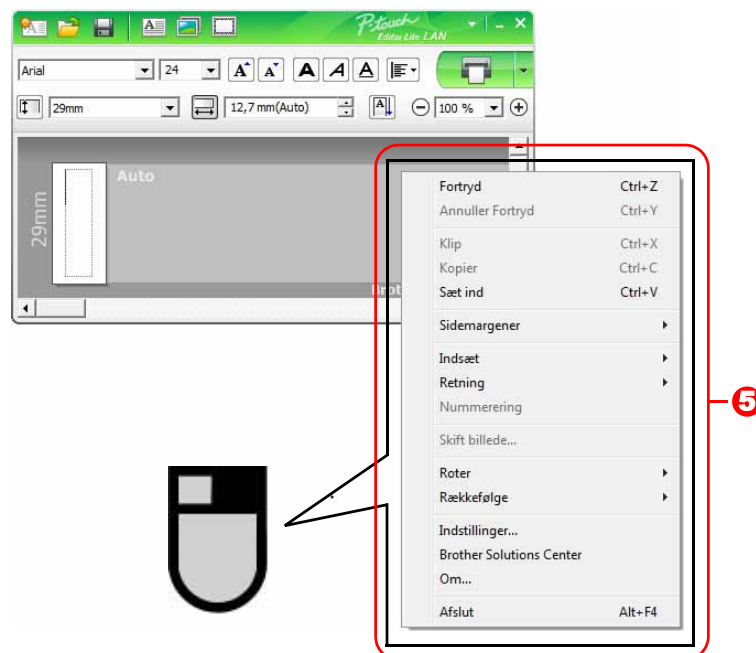 P-touch
Editor Lite LAN
Arial 24
29mm 12,7 mm(Auto) 100 %
Auto
29mm
Brot
Fortryd Ctrl+Z
Annuller Fortryd Ctrl+Y
Klip Ctrl+X
Kopier Ctrl+C
Sæt ind Ctrl+V
Sidemargener
Indsæt
Retning
Nummerering
Skift billede...
Roter
Rækkefølge
Indstillinger...
Brother Solutions Center
Om...
Afslut Alt+F4
5